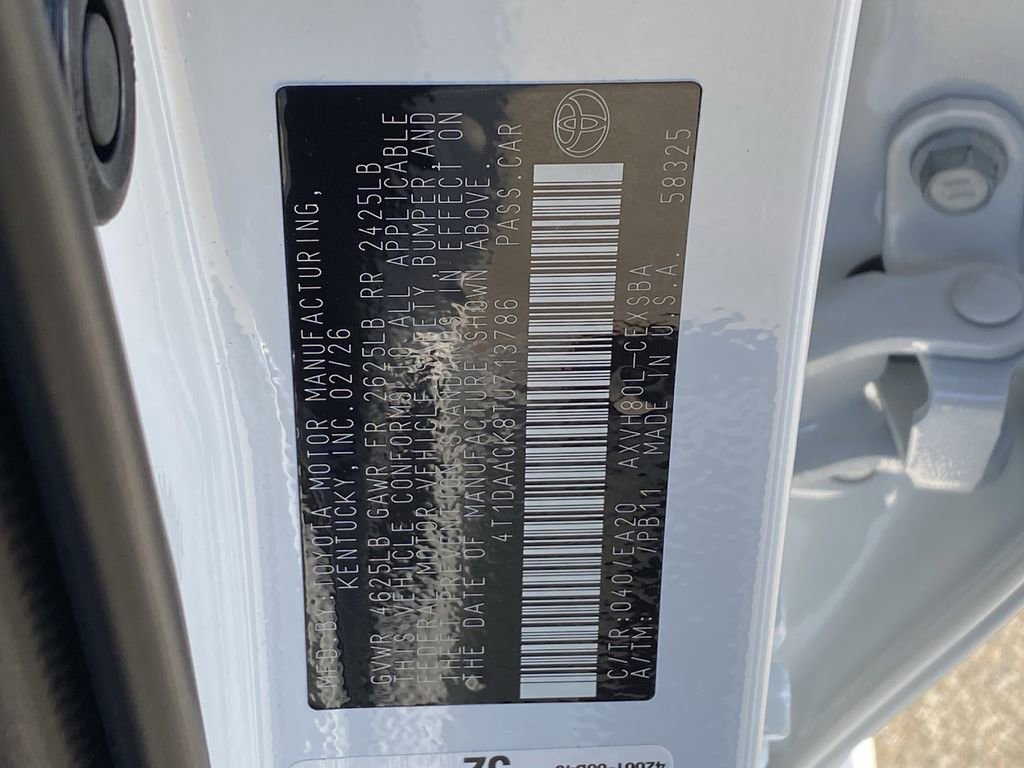 MFD.BY:TOYOTA MOTOR MANUFACTURING,
KENTUCKY,INC.02/26
GVWR 4625LB GAWR FR 2625LB RR 2425LB
THIS VEHICLE CONFORMS TO ALL APPLICABLE
FEDERAL MOTOR VEHICLE SAFETY,BUMPER,AND
THEFT PREVENTION STANDARDS IN EFFECT ON
THE DATE OF MANUFACTURE SHOWN ABOVE.
4T1DAACK8TU713786 PASS.CAR
C/TR:040/EA20 AXVH80L-CEXSBA
A/TM: /PB11 MADE IN U.S.A. 58325